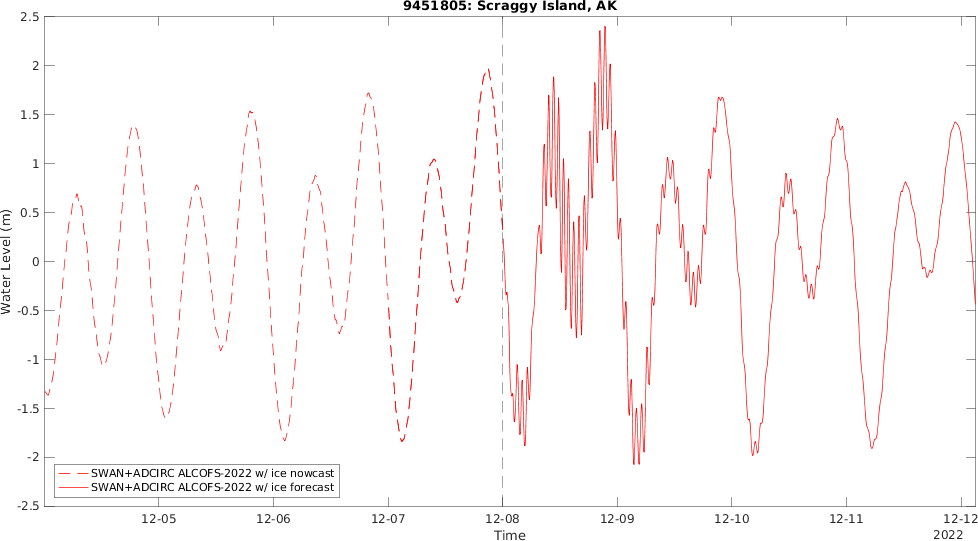 9451805: Scraggy Island, AK
2.5
2
1.5
1
0.5
0
-0.5
-1
-1.5
-2
-2.5
Water Level (m)
SWAN+ADCIRC ALCOFS-2022 w/ ice nowcast
SWAN+ADCIRC ALCOFS-2022 w/ ice forecast
12-05 12-06 12-07 12-08 12-09 12-10 12-11 12-12
Time 2022